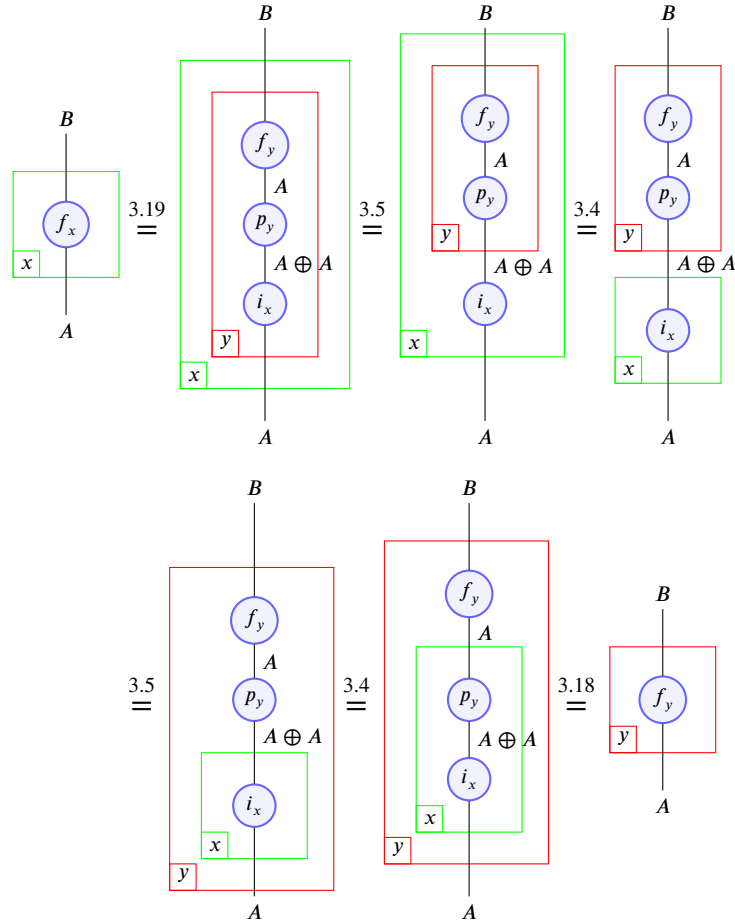 B B B B
f_x x A
3.19 =
f_y A p_y A ⊕ A i_x y x A
3.5 =
f_y A p_y y A ⊕ A i_x x A
3.4 =
f_y A p_y y A ⊕ A i_x x A
B B B
3.5 =
f_y A p_y A ⊕ A i_x x y A
3.4 =
f_y A p_y A ⊕ A i_x x y A
3.18 =
f_y y A